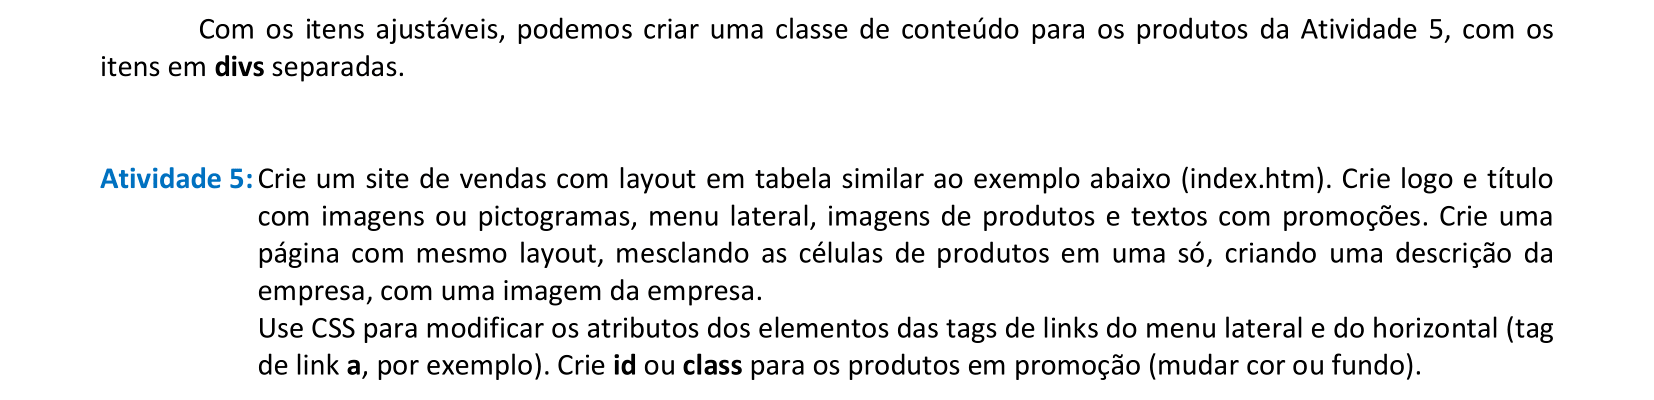 Com os itens ajustáveis, podemos criar uma classe de conteúdo para os produtos da Atividade 5, com os
itens em divs separadas.
Atividade 5: Crie um site de vendas com layout em tabela similar ao exemplo abaixo (index.htm). Crie logo e título
com imagens ou pictogramas, menu lateral, imagens de produtos e textos com promoções. Crie uma
página com mesmo layout, mesclando as células de produtos em uma só, criando uma descrição da
empresa, com uma imagem da empresa.
Use CSS para modificar os atributos dos elementos das tags de links do menu lateral e do horizontal (tag
de link a, por exemplo). Crie id ou class para os produtos em promoção (mudar cor ou fundo).